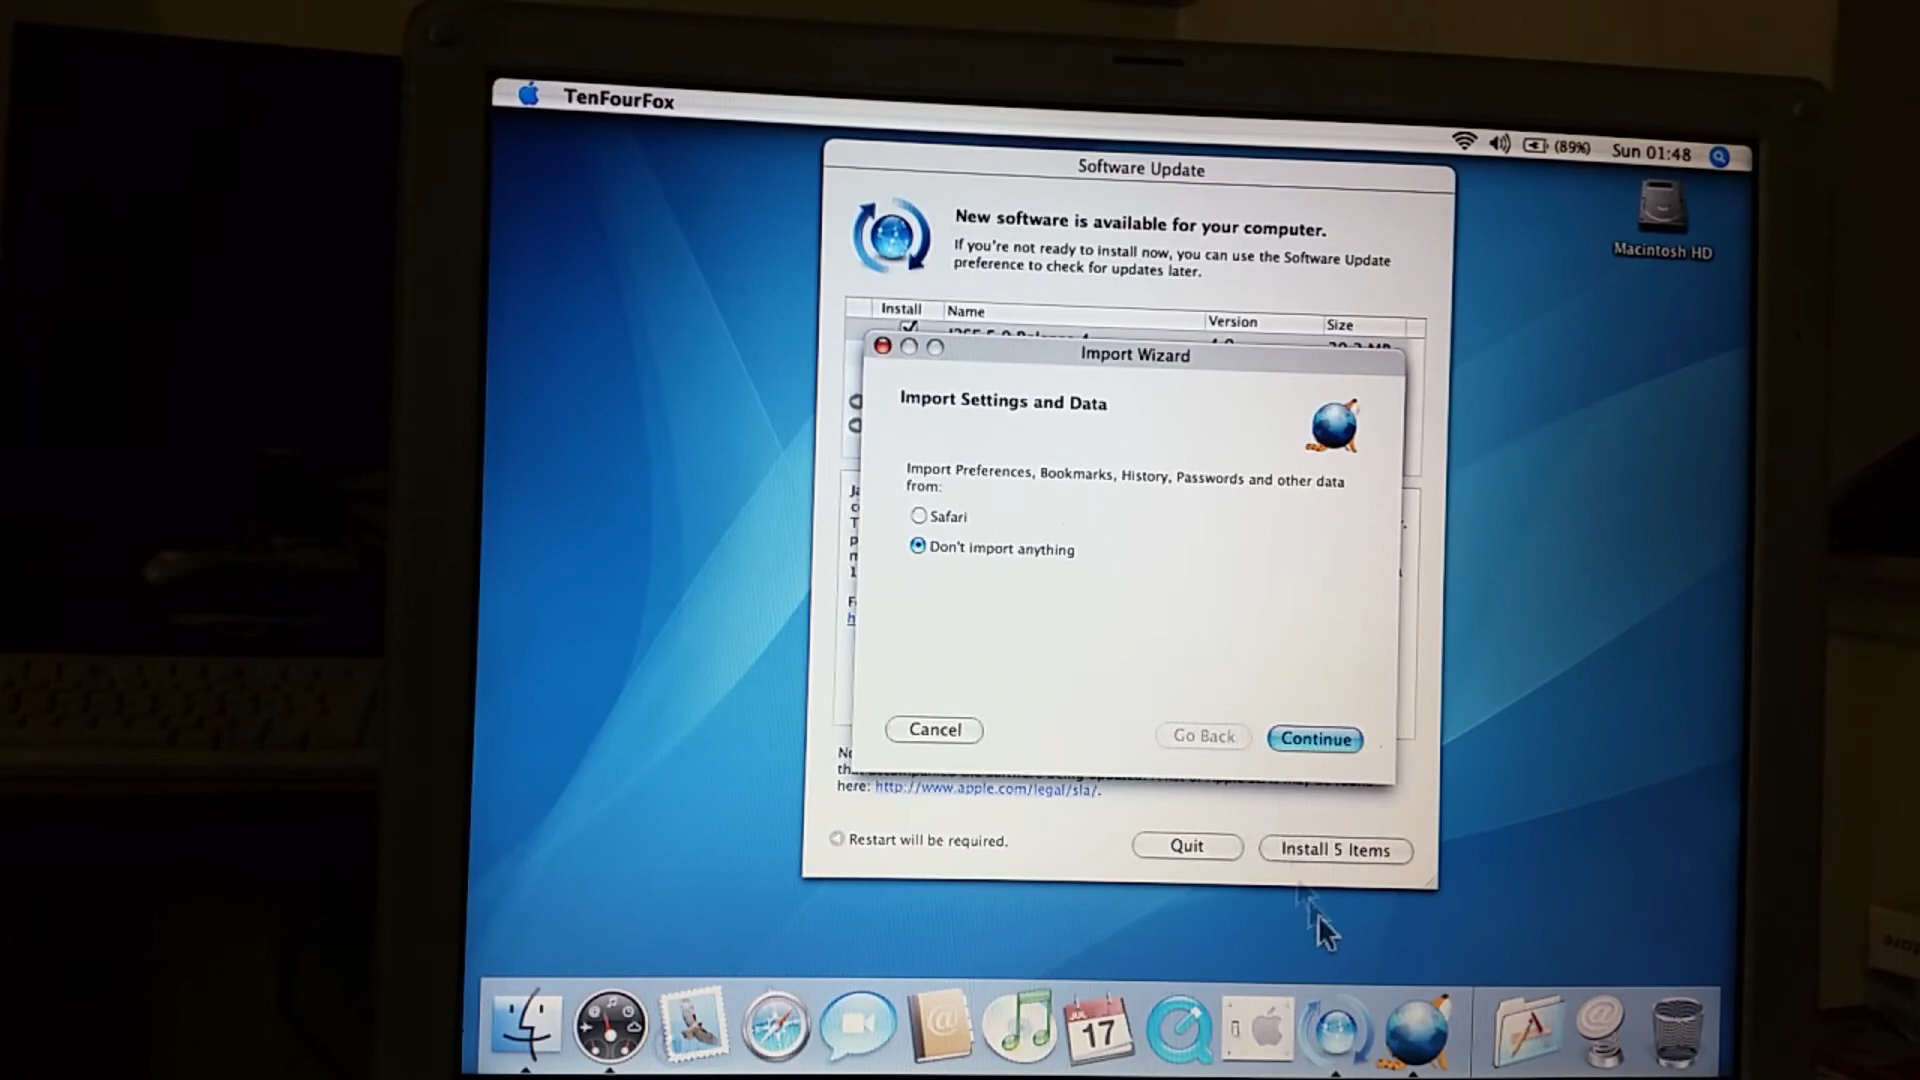 TenFourFox
(89%) Sun 01:48
Macintosh HD
Software Update
New software is available for your computer.
If you're not ready to install now, you can use the Software Update
preference to check for updates later.
Install Name Version Size
Import Wizard
Import Settings and Data
Import Preferences, Bookmarks, History, Passwords and other data
from:
Safari
Don't import anything
Cancel Go Back Continue
here: http://www.apple.com/legal/sla/.
Restart will be required. Quit Install 5 Items
JUL
17